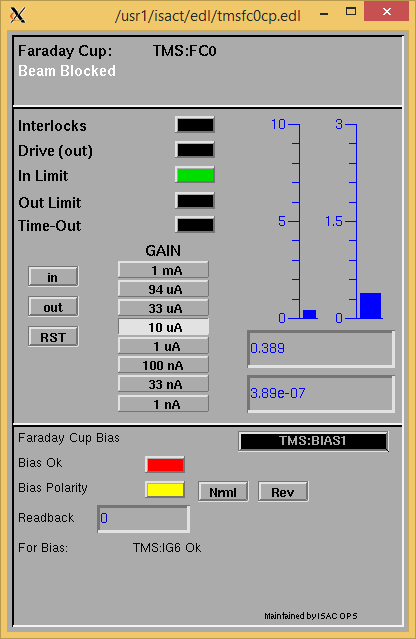 /usr1/isact/edl/tmsfc0cp.edl
Faraday Cup: TMS:FC0
Beam Blocked
Interlocks
Drive (out)
In Limit
Out Limit
Time-Out
10
5
0
3
1.5
0
GAIN
in
out
RST
1 mA
94 uA
33 uA
10 uA
1 uA
100 nA
33 nA
1 nA
0.389
3.89e-07
Faraday Cup Bias TMS:BIAS1
Bias Ok
Bias Polarity Nrml Rev
Readback 0
For Bias: TMS:IG6 Ok
Maintained by ISAC OPS